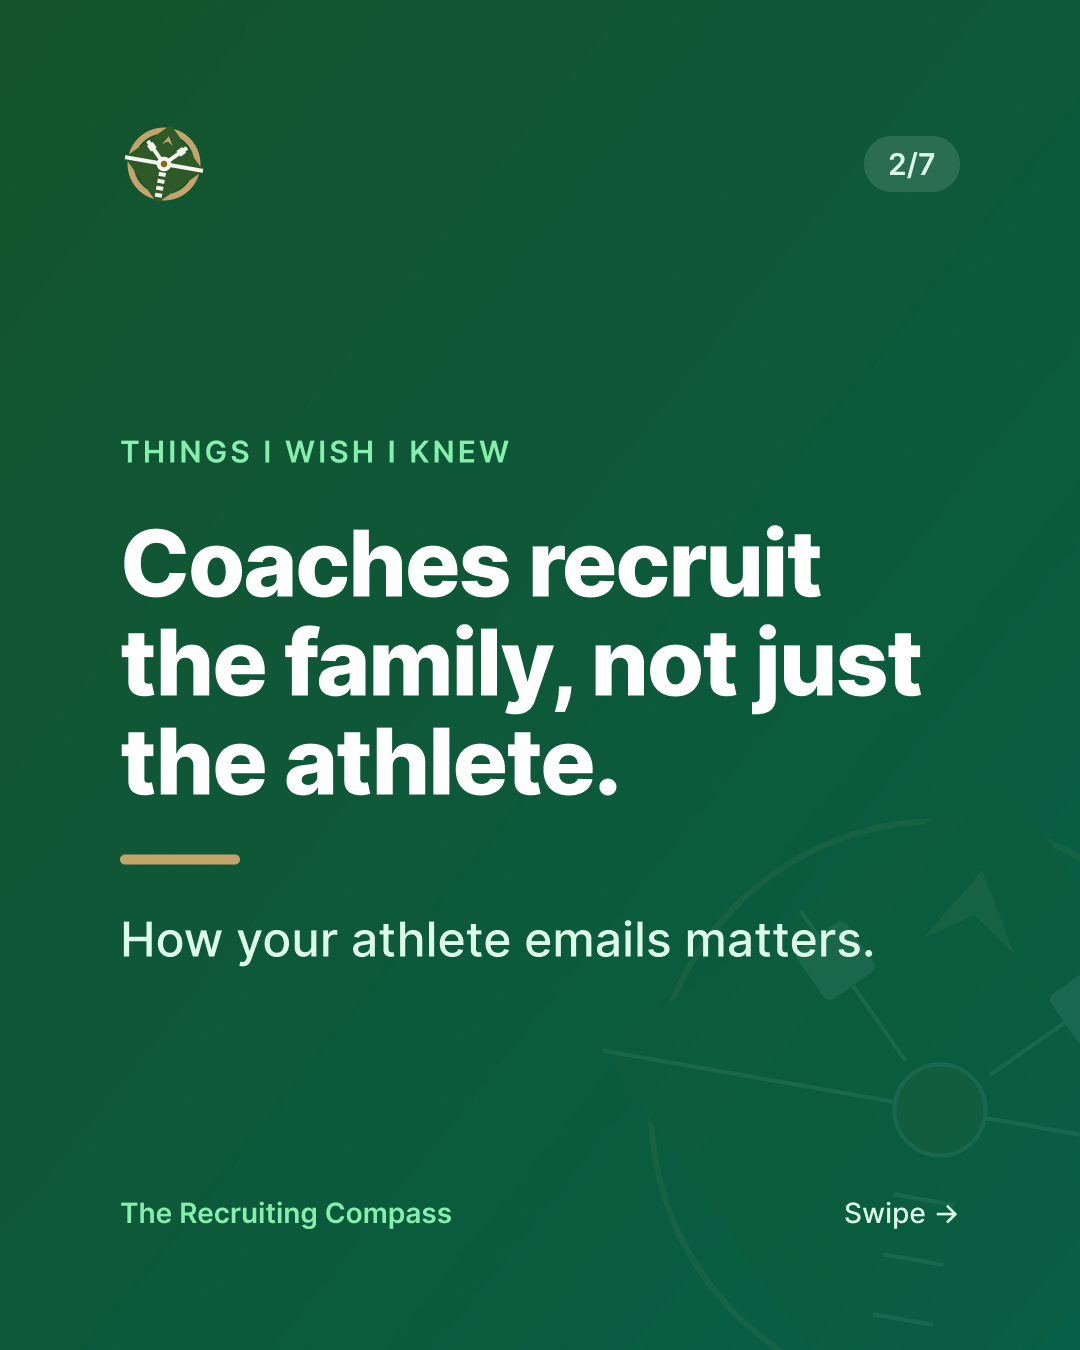 2/7
THINGS I WISH I KNEW
Coaches recruit
the family, not just
the athlete.
How your athlete emails matters.
The Recruiting Compass
Swipe →